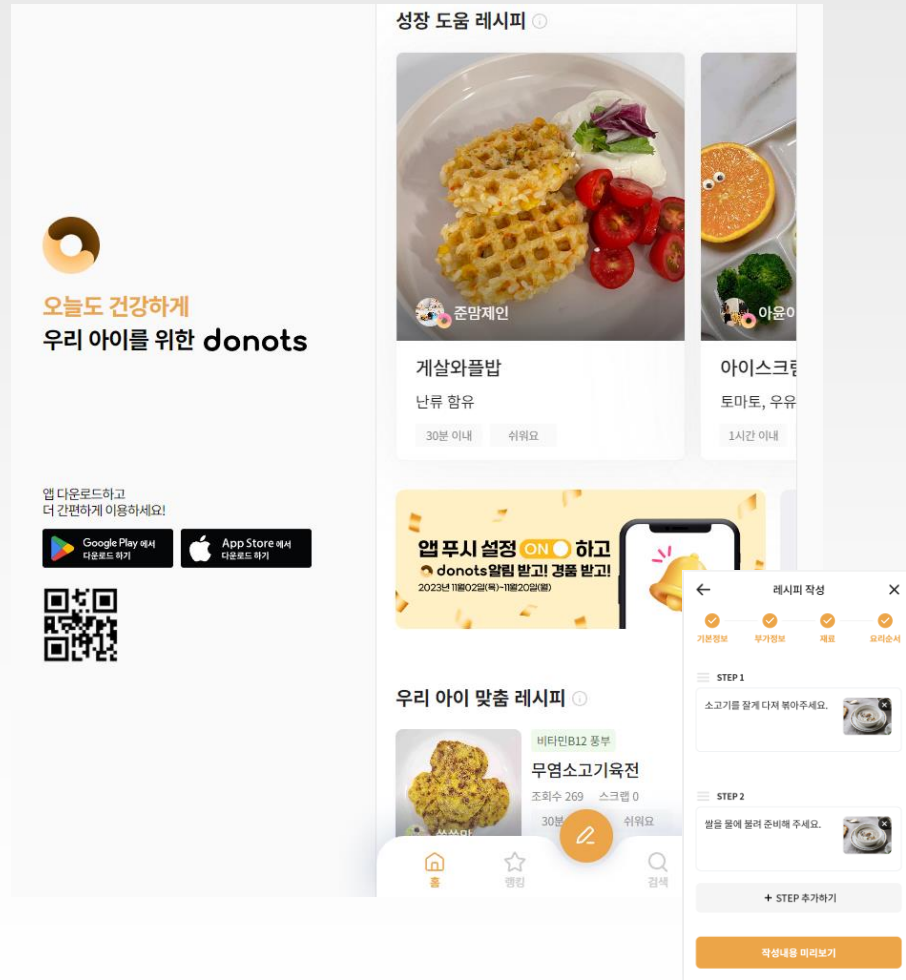 오늘도 건강하게
우리 아이를 위한 donots
앱 다운로드하고
더 간편하게 이용하세요!
Google Play 에서
다운로드 하기
App Store 에서
다운로드 하기
성장 도움 레시피
준맘제인
게살와플밥
난류 함유
30분 이내 쉬워요
아윤이
아이스크림
토마토, 우유
1시간 이내
앱 푸시 설정 ON 하고
donots알림 받고! 경품 받고!
2023년 11월02일(목)-11월20일(월)
우리 아이 맞춤 레시피
비타민B12 풍부
무염소고기육전
조회수 269 스크랩 0
30분 쉬워요
홈
랭킹
검색
레시피 작성
기본정보 부가정보 재료 요리순서
STEP 1
소고기를 잘게 다져 볶아주세요.
STEP 2
쌀을 물에 불려 준비해 주세요.
+ STEP 추가하기
작성내용 미리보기